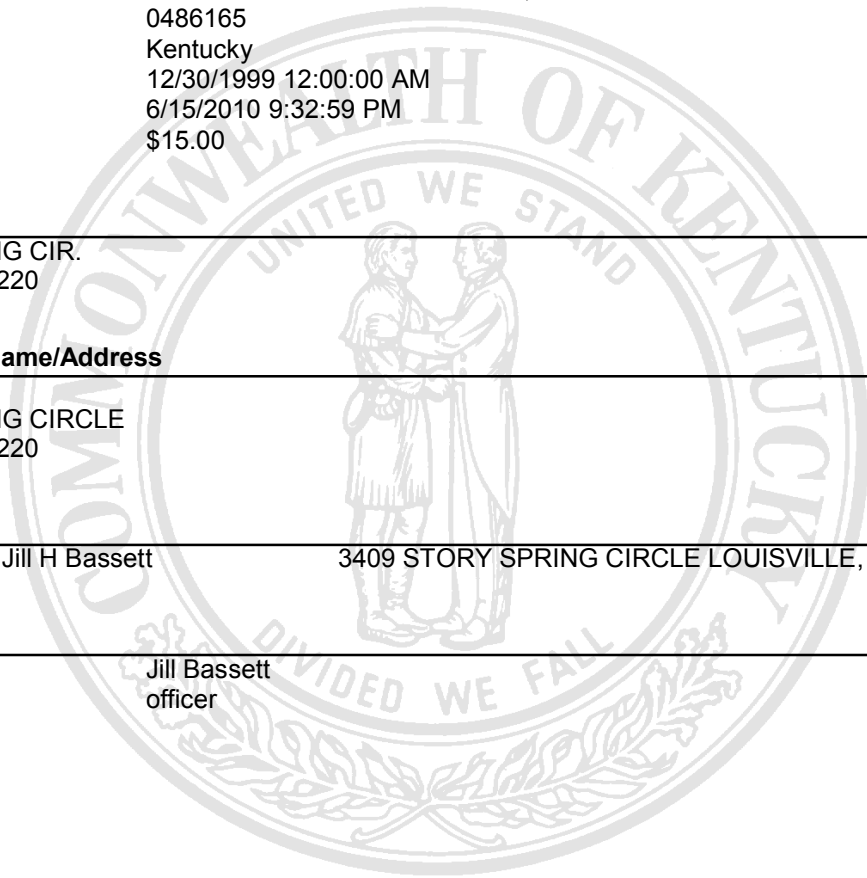 0486165
Kentucky
12/30/1999 12:00:00 AM
6/15/2010 9:32:59 PM
$15.00
COMMONWEALTH OF KENTUCKY
UNITED WE STAND
G CIR.
220
ame/Address
G CIRCLE
220
Jill H Bassett 3409 STORY SPRING CIRCLE LOUISVILLE,
DIVIDED WE FALL
Jill Bassett
officer